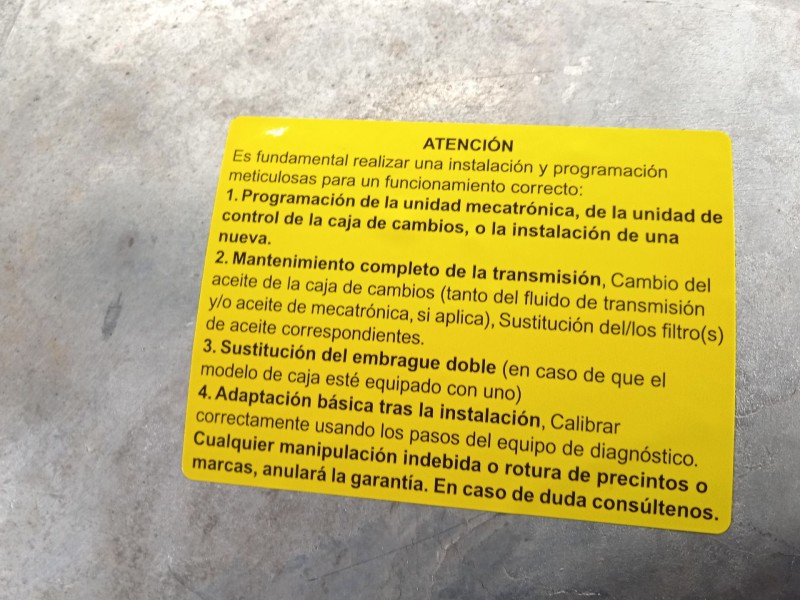 ATENCIÓN
Es fundamental realizar una instalación y programación
meticulosas para un funcionamiento correcto:
1. Programación de la unidad mecatrónica, de la unidad de
control de la caja de cambios, o la instalación de una
nueva.
2. Mantenimiento completo de la transmisión, Cambio del
aceite de la caja de cambios (tanto del fluido de transmisión
y/o aceite de mecatrónica, si aplica), Sustitución del/los filtro(s)
de aceite correspondientes.
3. Sustitución del embrague doble (en caso de que el
modelo de caja esté equipado con uno)
4. Adaptación básica tras la instalación, Calibrar
correctamente usando los pasos del equipo de diagnóstico.
Cualquier manipulación indebida o rotura de precintos o
marcas, anulará la garantía. En caso de duda consúltenos.